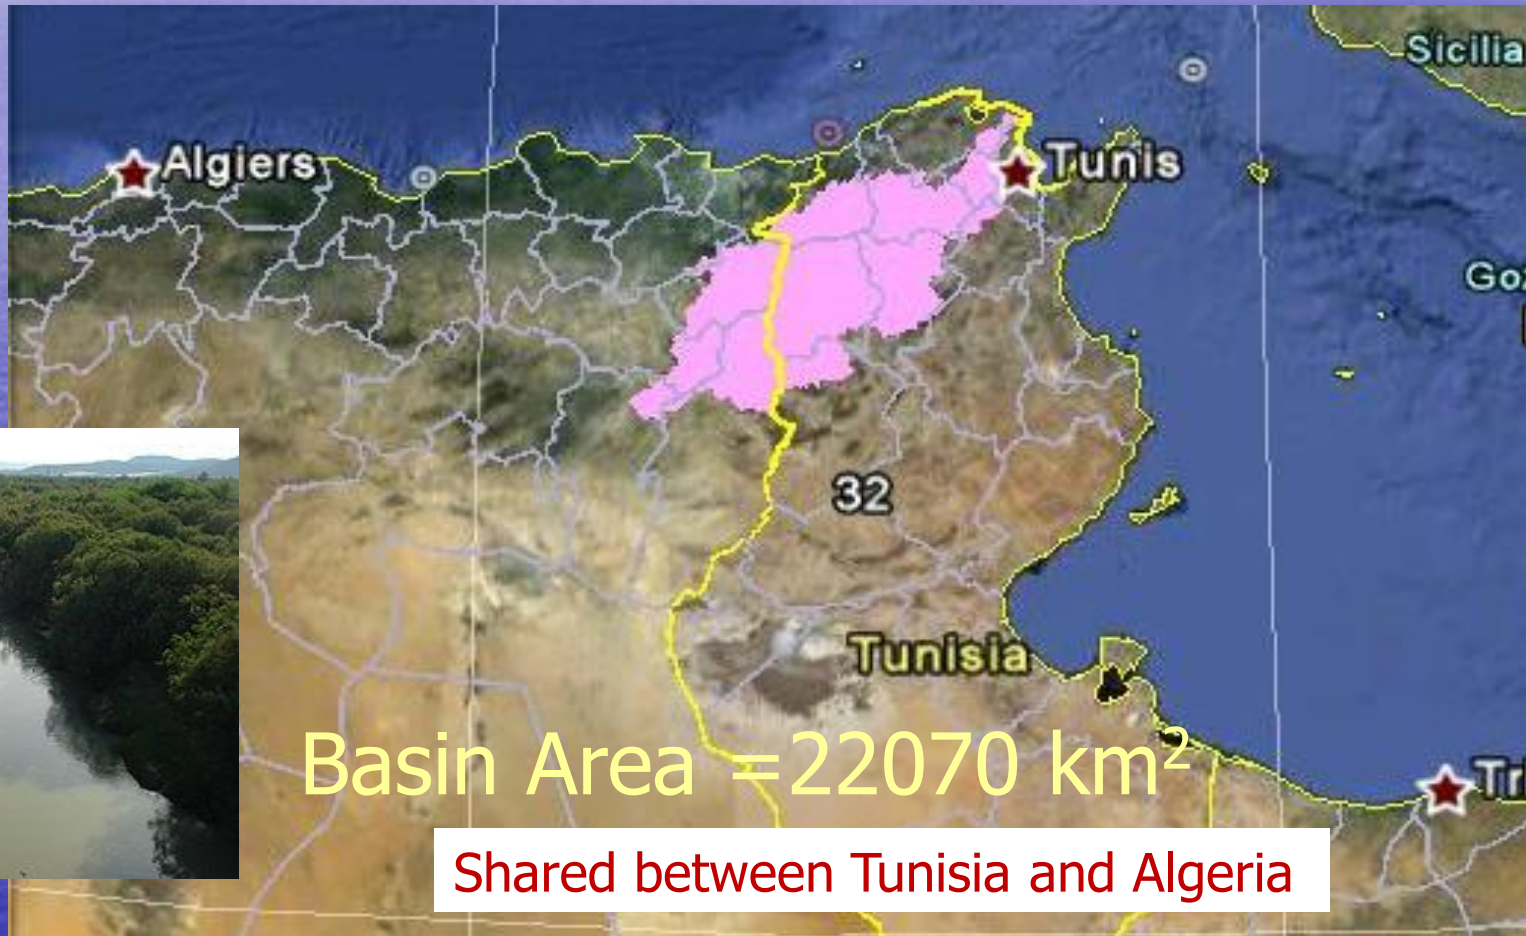 Sicilia
Algiers
Tunis
32
Tunisia
Basin Area =22070 km²
Shared between Tunisia and Algeria